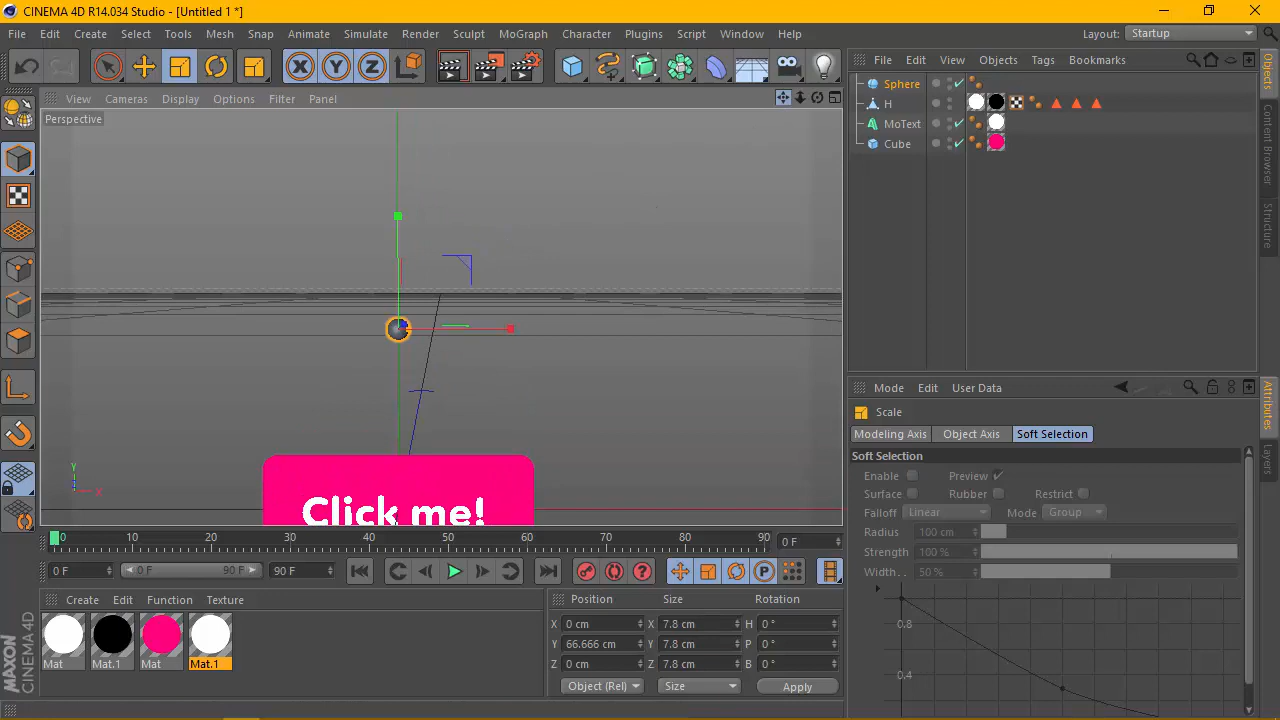 CINEMA 4D R14.034 Studio - [Untitled 1 *]
File Edit Create Select Tools Mesh Snap Animate Simulate Render Sculpt MoGraph Character Plugins Script Window Help Layout: Startup
X Y Z
File Edit View Objects Tags Bookmarks
Sphere
H
MoText
Cube
Objects
Content Browser
Structure
View Cameras Display Options Filter Panel
Perspective
Click me!
Y
X
Mode Edit User Data
Scale
Modeling Axis Object Axis Soft Selection
Soft Selection
Enable Preview
Surface Rubber Restrict
Falloff Linear Mode Group
Radius 100 cm
Strength 100 %
Width.. 50 %
0.8
0.4
Attributes
Layers
0 10 20 30 40 50 60 70 80 90 0 F
0 F 0 F 90 F 90 F
P
Create Edit Function Texture
Mat Mat.1 Mat Mat.1
Position Size Rotation
X 0 cm X 7.8 cm H 0 °
Y 66.666 cm Y 7.8 cm P 0 °
Z 0 cm Z 7.8 cm B 0 °
Object (Rel) Size Apply
MAXON
CINEMA 4D